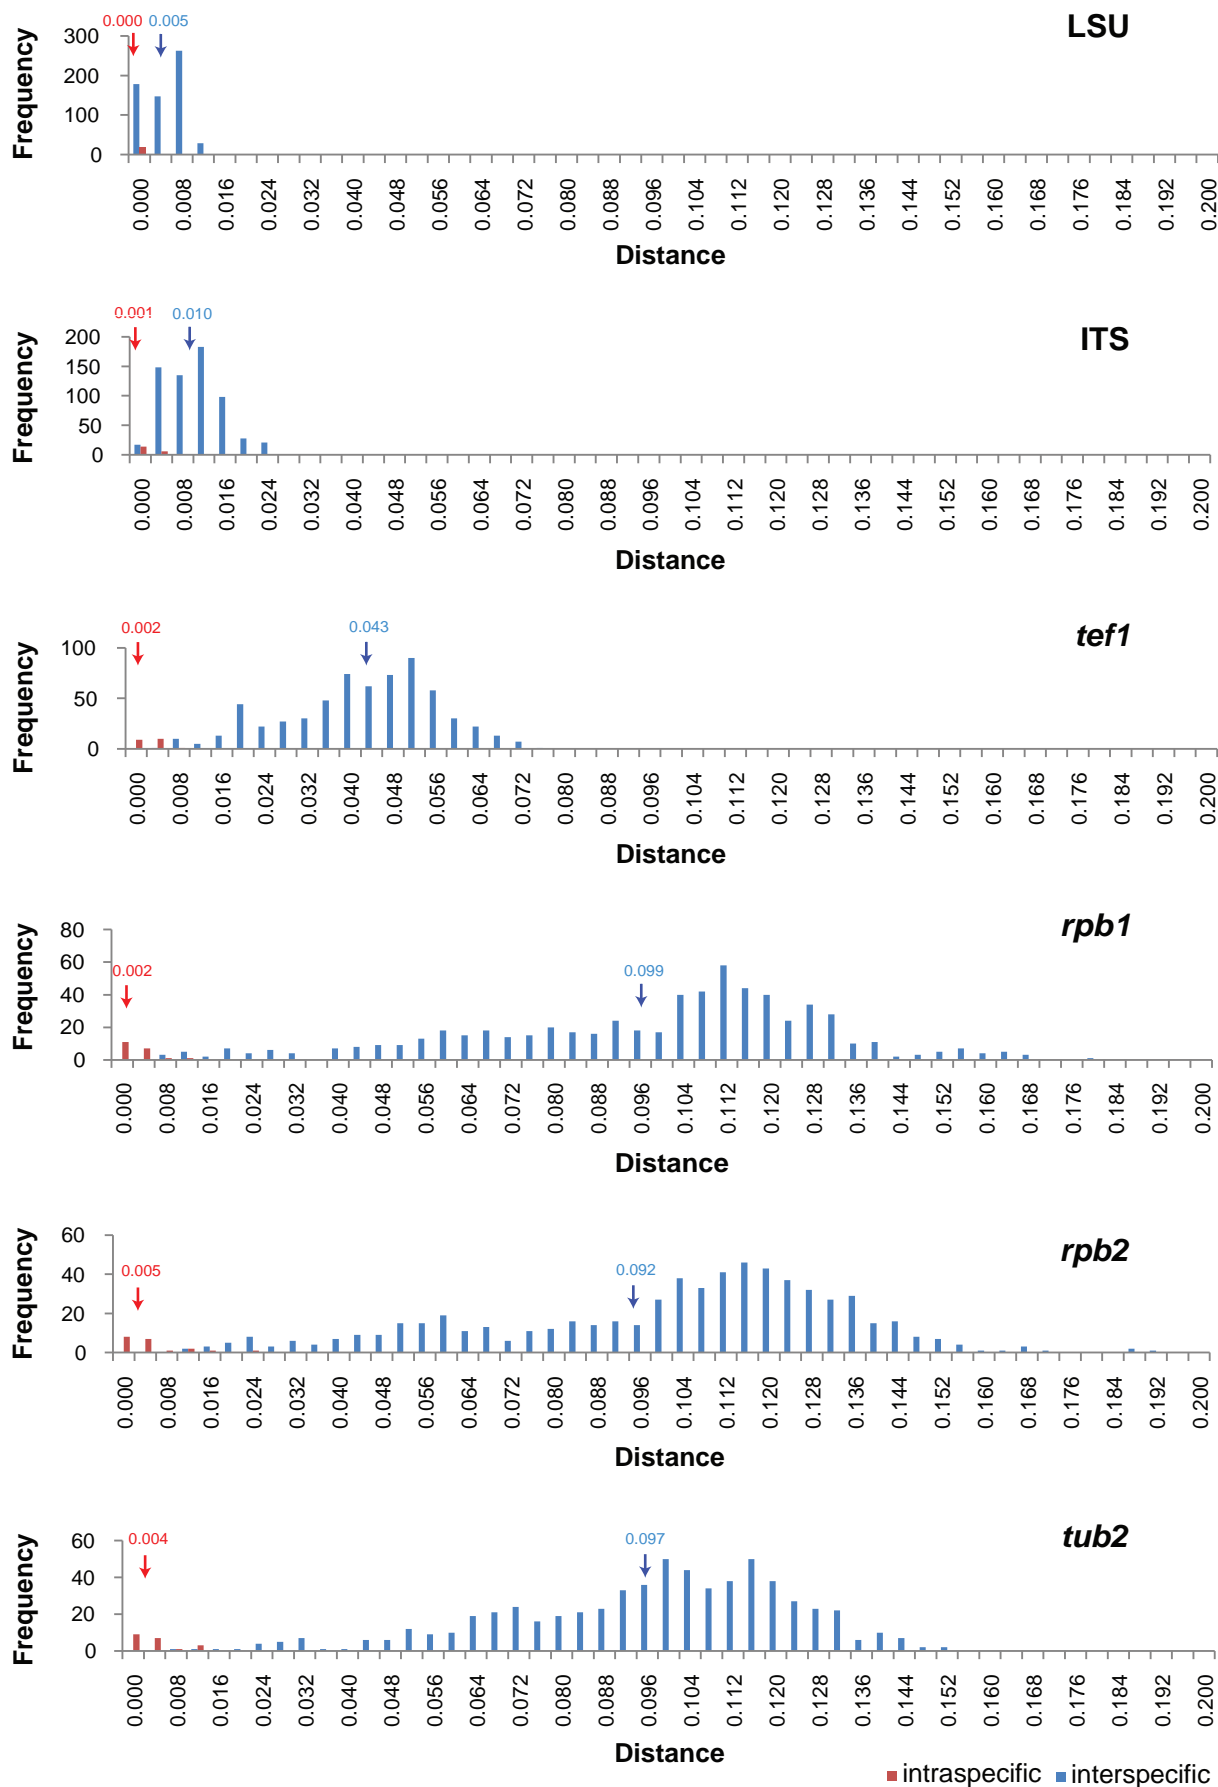 0.000 0.005 LSU
300
200
100
0
Frequency
0.000 0.008 0.016 0.024 0.032 0.040 0.048 0.056 0.064 0.072 0.080 0.088 0.096 0.104 0.112 0.120 0.128 0.136 0.144 0.152 0.160 0.168 0.176 0.184 0.192 0.200
Distance
0.001 0.010 ITS
200
150
100
50
0
Frequency
0.000 0.008 0.016 0.024 0.032 0.040 0.048 0.056 0.064 0.072 0.080 0.088 0.096 0.104 0.112 0.120 0.128 0.136 0.144 0.152 0.160 0.168 0.176 0.184 0.192 0.200
Distance
0.002 0.043 tef1
100
50
0
Frequency
0.000 0.008 0.016 0.024 0.032 0.040 0.048 0.056 0.064 0.072 0.080 0.088 0.096 0.104 0.112 0.120 0.128 0.136 0.144 0.152 0.160 0.168 0.176 0.184 0.192 0.200
Distance
rpb1
80
60
40
20
0
0.002 0.099
Frequency
0.000 0.008 0.016 0.024 0.032 0.040 0.048 0.056 0.064 0.072 0.080 0.088 0.096 0.104 0.112 0.120 0.128 0.136 0.144 0.152 0.160 0.168 0.176 0.184 0.192 0.200
Distance
rpb2
60
40
20
0
0.005 0.092
Frequency
0.000 0.008 0.016 0.024 0.032 0.040 0.048 0.056 0.064 0.072 0.080 0.088 0.096 0.104 0.112 0.120 0.128 0.136 0.144 0.152 0.160 0.168 0.176 0.184 0.192 0.200
Distance
0.004 0.097 tub2
60
40
20
0
Frequency
0.000 0.008 0.016 0.024 0.032 0.040 0.048 0.056 0.064 0.072 0.080 0.088 0.096 0.104 0.112 0.120 0.128 0.136 0.144 0.152 0.160 0.168 0.176 0.184 0.192 0.200
Distance
intraspecific interspecific